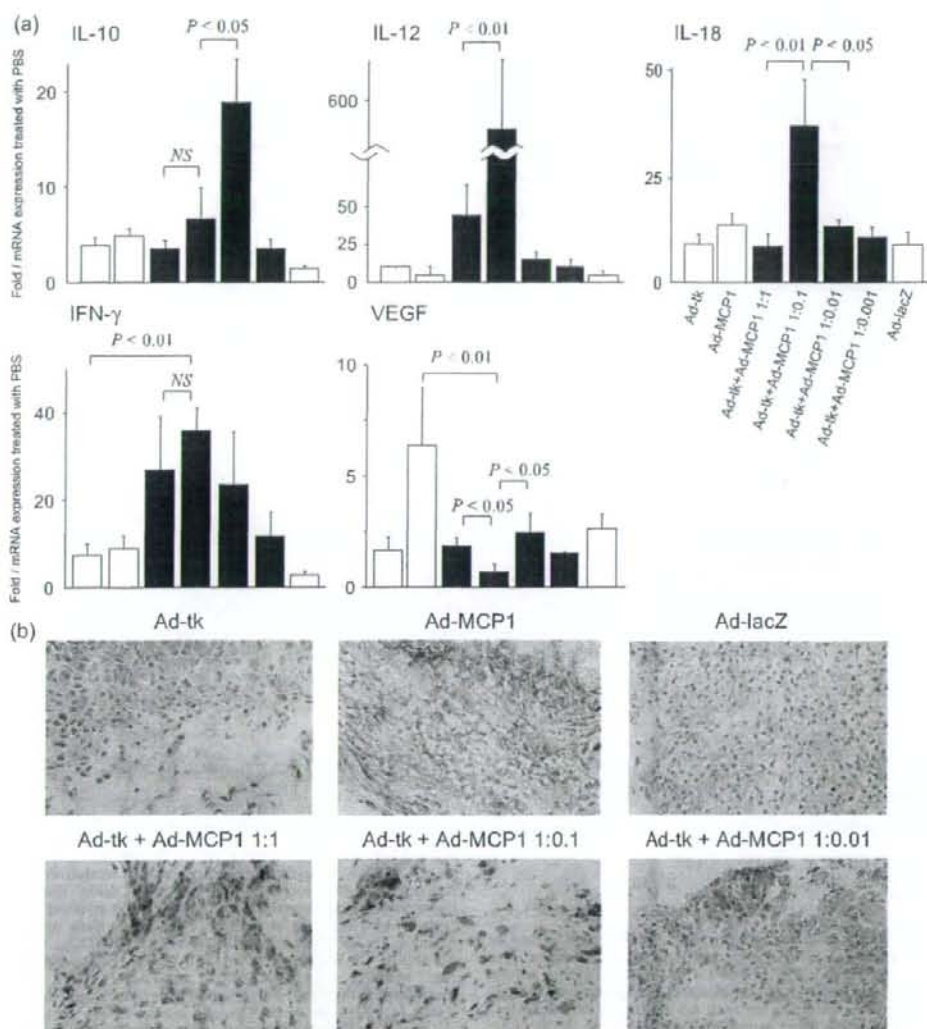 (a)
IL-10
P < 0.05
NS
20
10
0
Fold / mRNA expression treated with PBS
IL-12
P < 0.01
600
50
25
0
IL-18
P < 0.01
P < 0.05
50
25
0
Ad-tk
Ad-MCP1
Ad-tk+Ad-MCP1 1:1
Ad-tk+Ad-MCP1 1:0.1
Ad-tk+Ad-MCP1 1:0.01
Ad-tk+Ad-MCP1 1:0.001
Ad-lacZ
IFN-γ
P < 0.01
NS
40
20
0
Fold / mRNA expression treated with PBS
VEGF
P < 0.01
P < 0.05
P < 0.05
10
5
0
(b)
Ad-tk
Ad-MCP1
Ad-lacZ
Ad-tk + Ad-MCP1 1:1
Ad-tk + Ad-MCP1 1:0.1
Ad-tk + Ad-MCP1 1:0.01